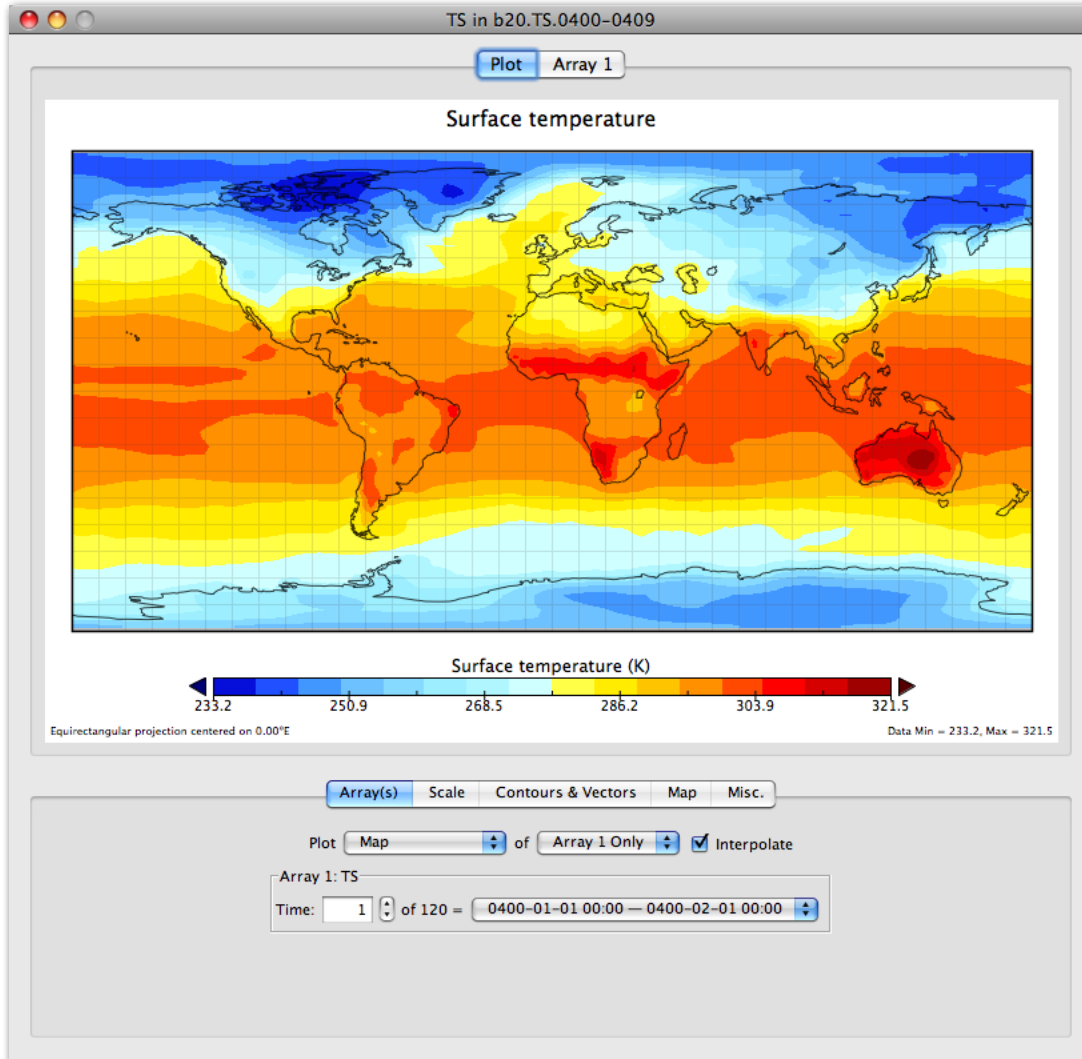 TS in b20.TS.0400-0409
Plot Array 1
Surface temperature
Surface temperature (K)
233.2 250.9 268.5 286.2 303.9 321.5
Equirectangular projection centered on 0.00°E Data Min = 233.2, Max = 321.5
Array(s) Scale Contours & Vectors Map Misc.
Plot Map of Array 1 Only Interpolate
Array 1: TS
Time: 1 of 120 = 0400-01-01 00:00 — 0400-02-01 00:00